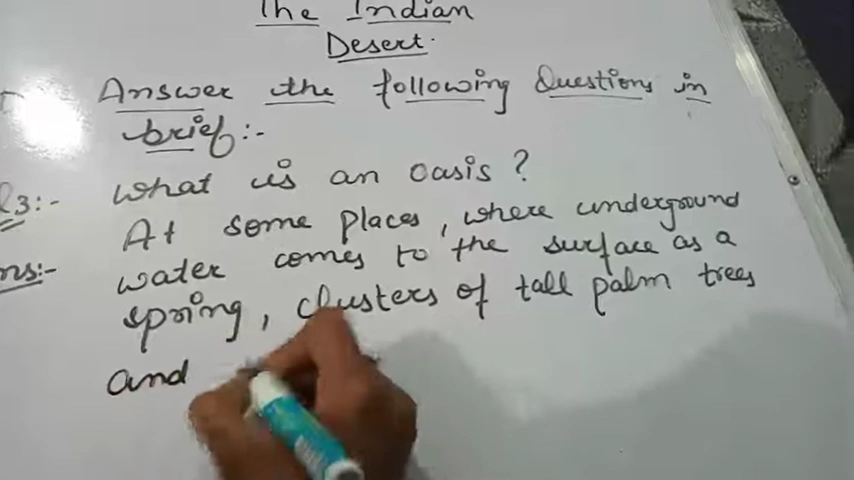 The Indian
Desert.
Answer the following Questions in
brief:-
3:- What is an oasis?
ns:- At some places, where underground
water comes to the surface as a
spring, clusters of tall palm trees
and